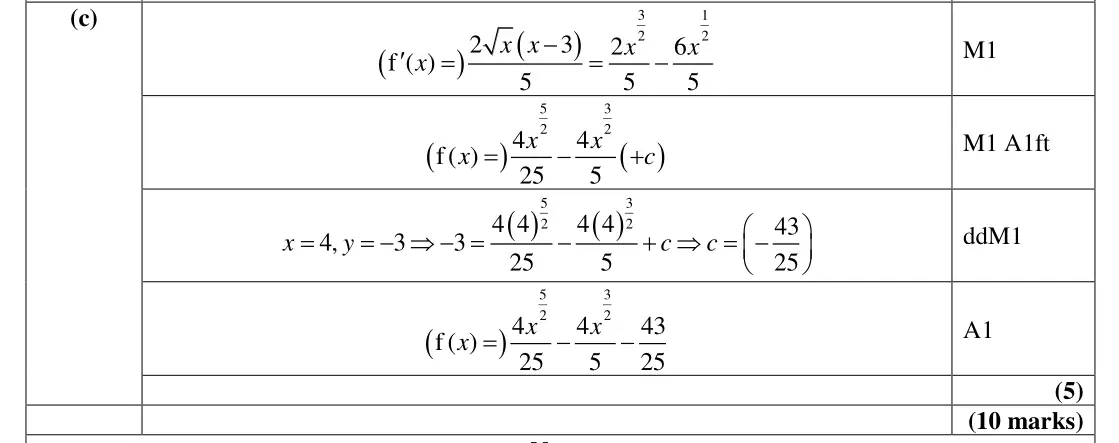 (c) (f′(x) =) 2√x(x − 3)/5 = 2x^(3/2)/5 − 6x^(1/2)/5 M1
(f(x) =) 4x^(5/2)/25 − 4x^(3/2)/5 (+c) M1 A1ft
x = 4, y = −3 ⇒ −3 = 4(4)^(5/2)/25 − 4(4)^(3/2)/5 + c ⇒ c = (−43/25) ddM1
(f(x) =) 4x^(5/2)/25 − 4x^(3/2)/5 − 43/25 A1
(5)
(10 marks)